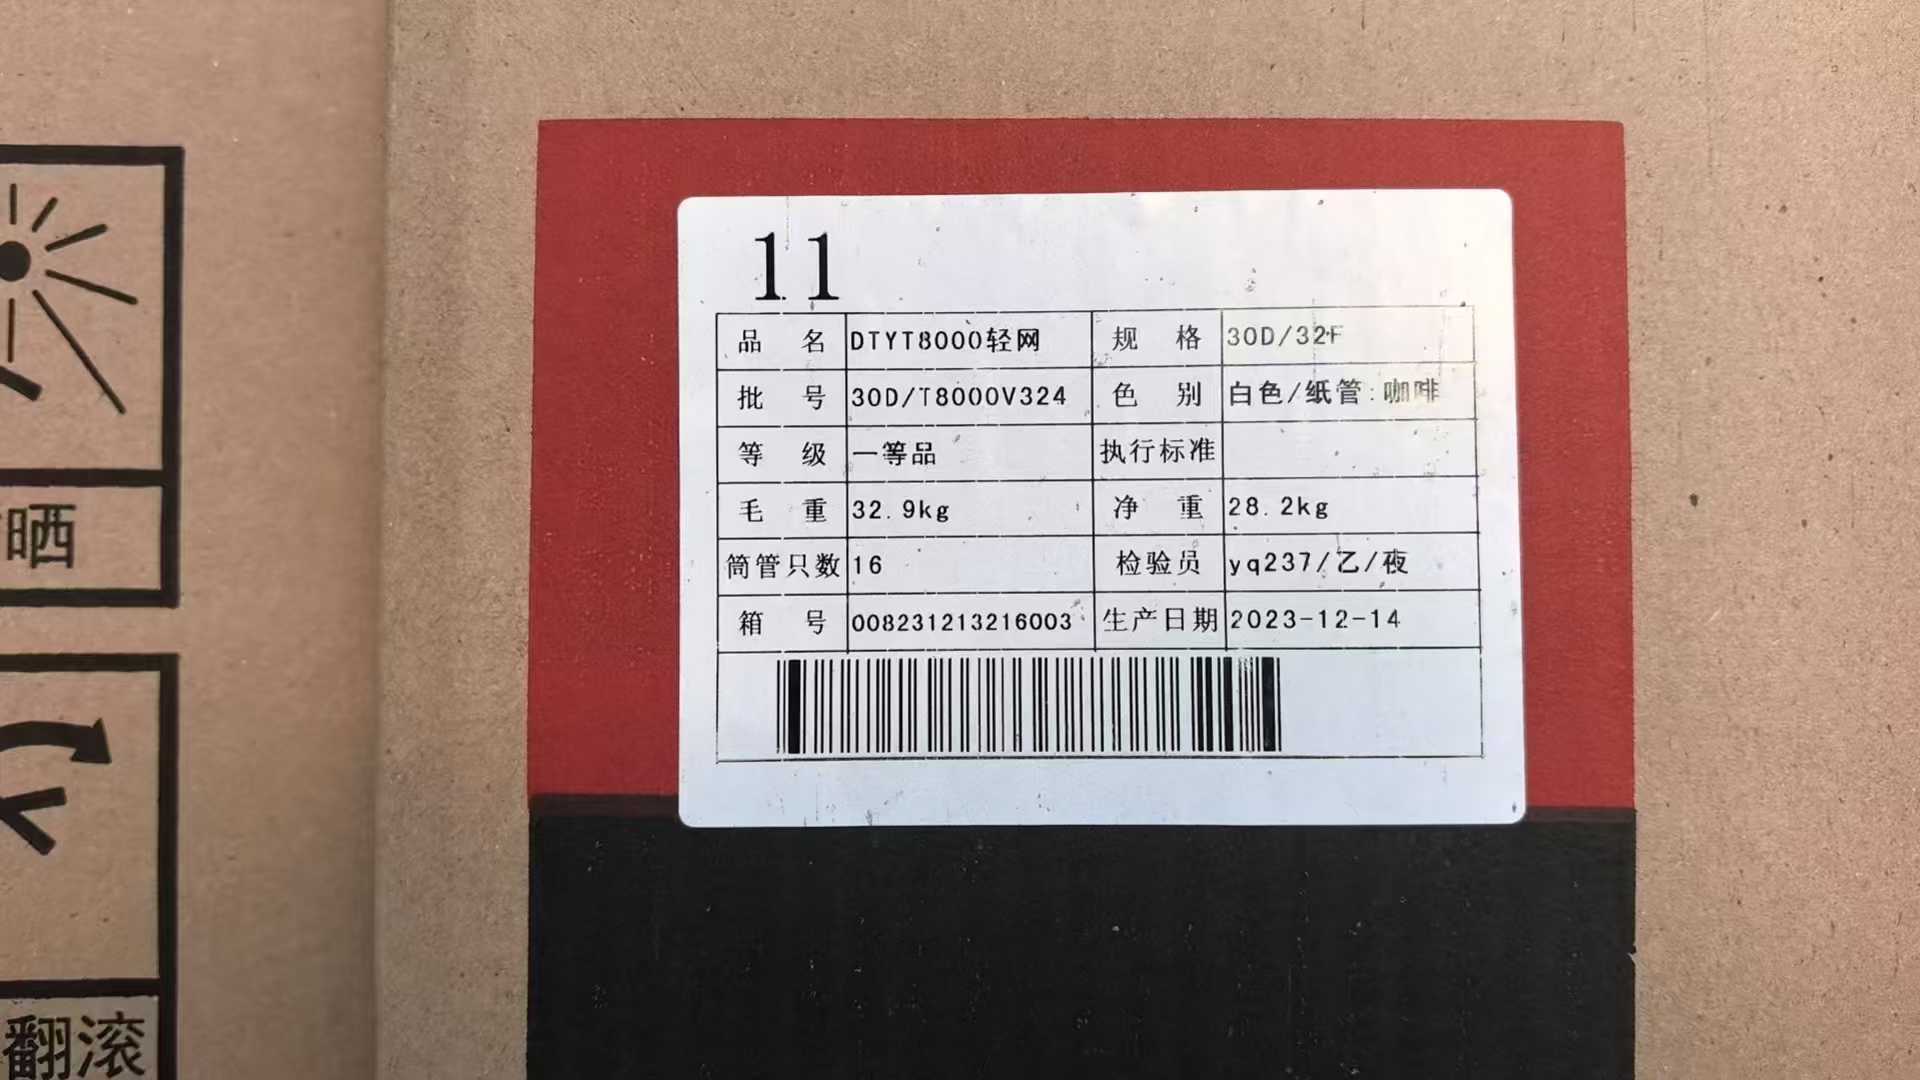 11
品 名 DTYT8000轻网 规 格 30D/32F
批 号 30D/T8000V324 色 别 白色/纸管:咖啡
等 级 一等品 执行标准
毛 重 32.9kg 净 重 28.2kg
筒管只数 16 检验员 yq237/乙/夜
箱 号 008231213216003 生产日期 2023-12-14
晒
翻滚